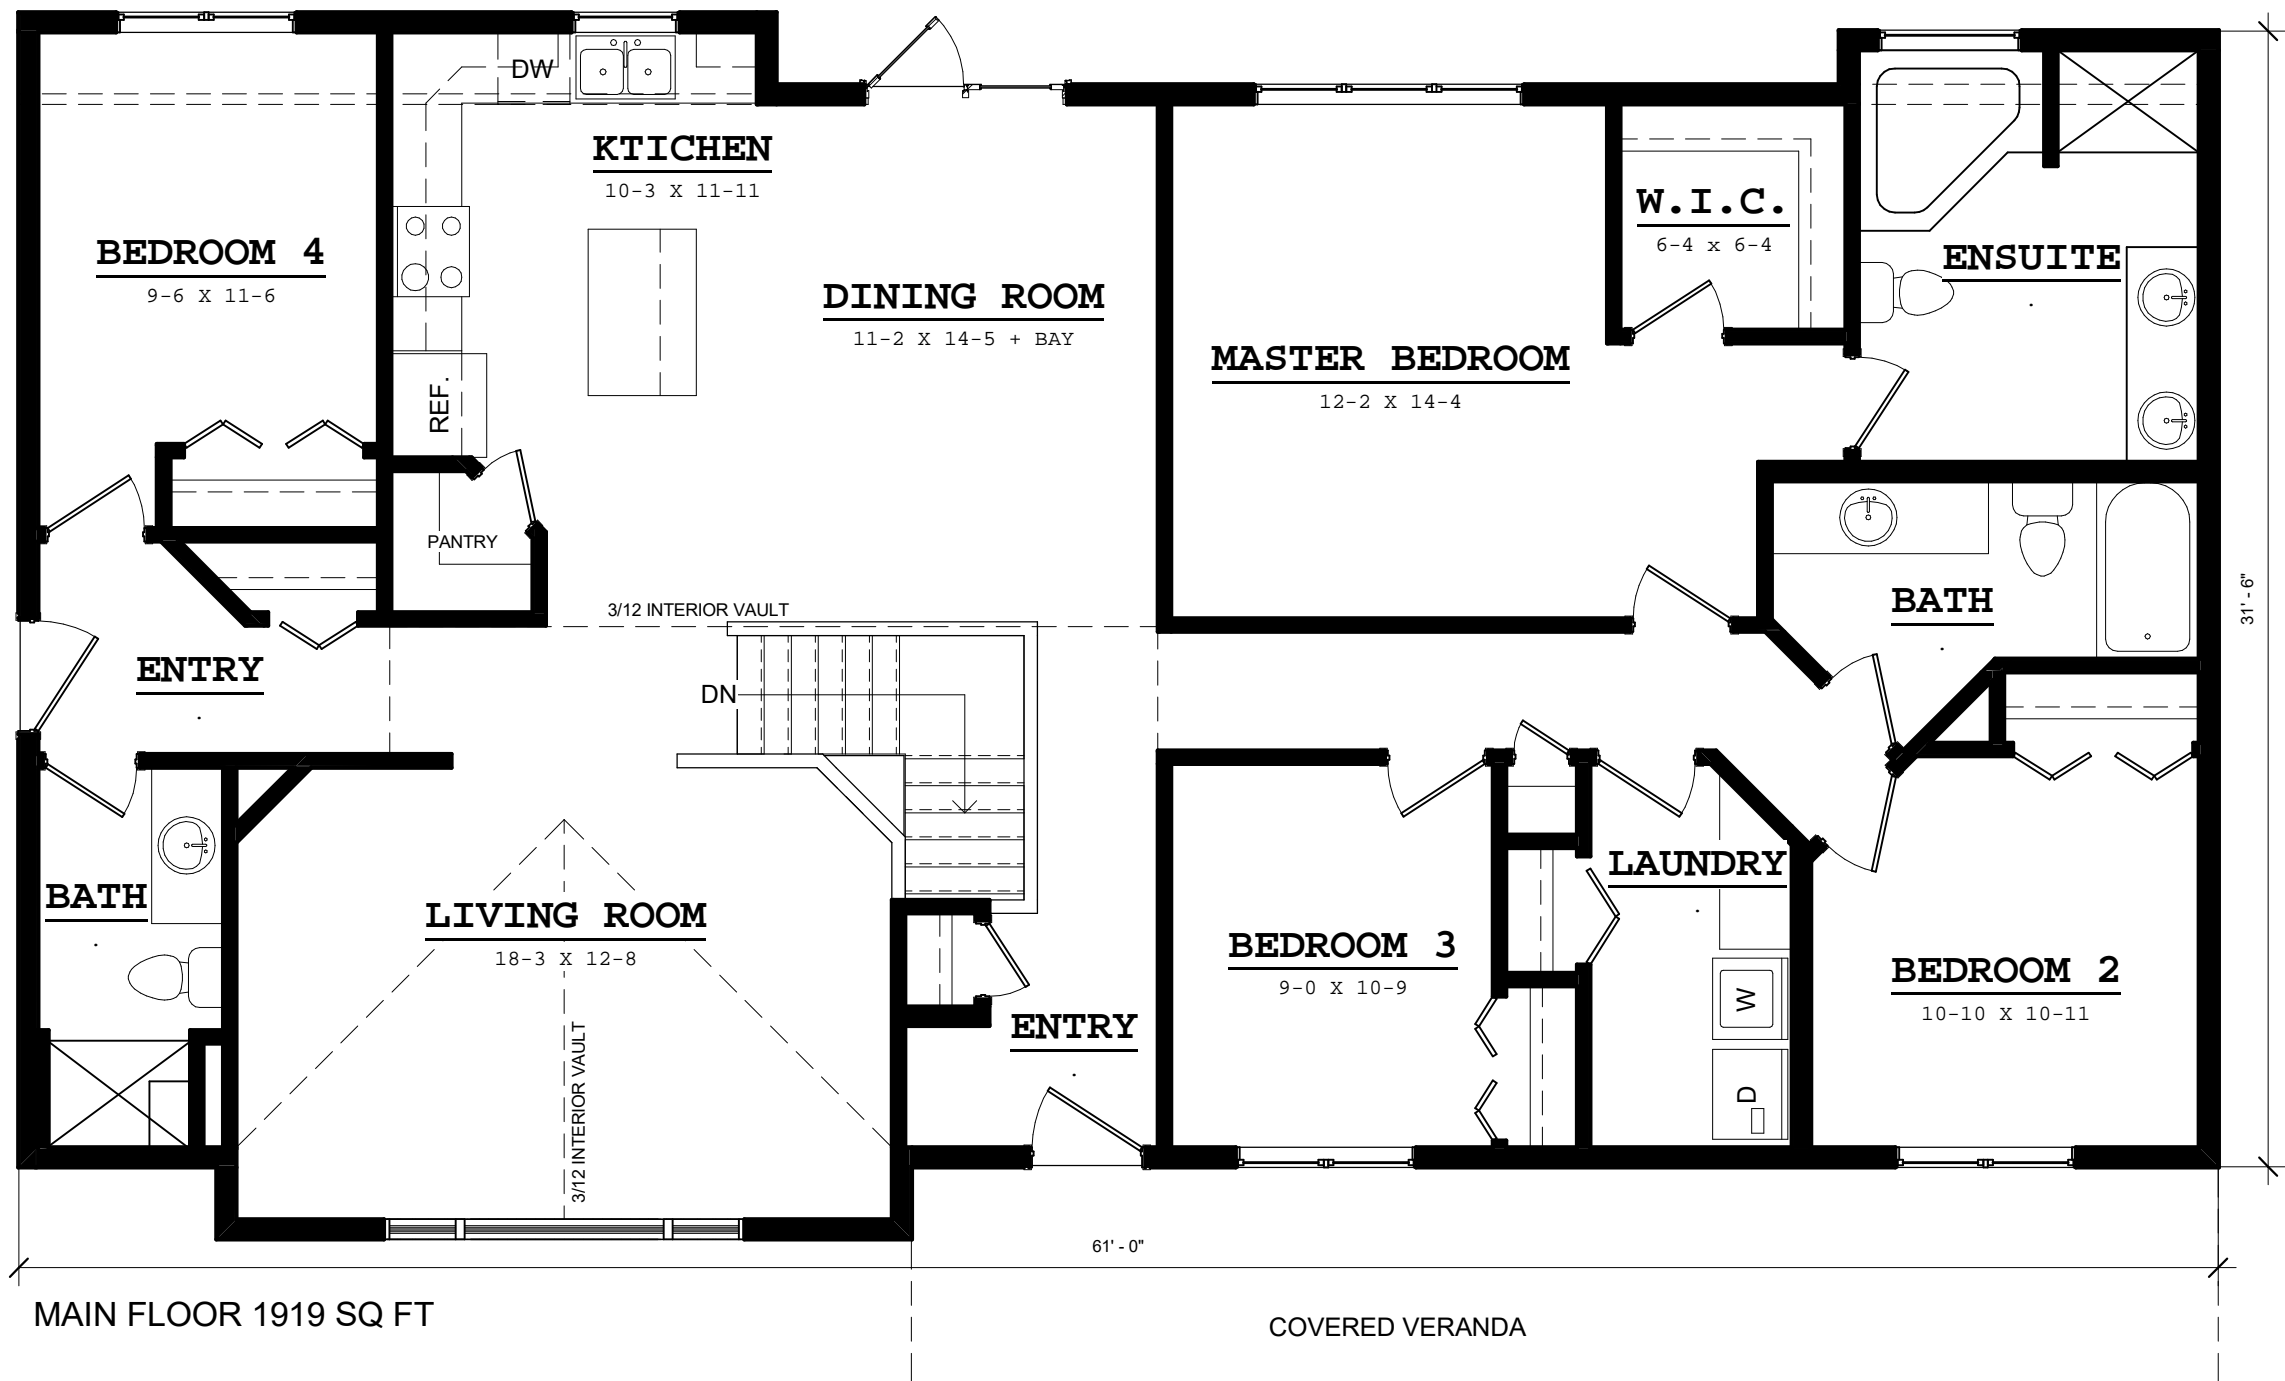 DW
KTICHEN
10-3 X 11-11
W.I.C.
6-4 x 6-4
BEDROOM 4
9-6 X 11-6
ENSUITE
DINING ROOM
11-2 X 14-5 + BAY
MASTER BEDROOM
12-2 X 14-4
REF.
PANTRY
3/12 INTERIOR VAULT
BATH
31' - 6"
ENTRY
DN
LAUNDRY
BATH
LIVING ROOM
18-3 X 12-8
BEDROOM 3
9-0 X 10-9
BEDROOM 2
10-10 X 10-11
W
ENTRY
3/12 INTERIOR VAULT
D
61' - 0"
MAIN FLOOR 1919 SQ FT
COVERED VERANDA